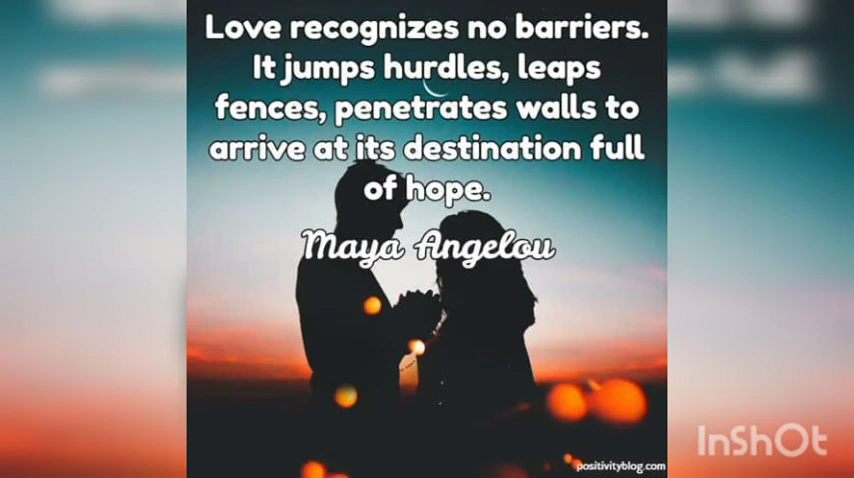 Love recognizes no barriers.
It jumps hurdles, leaps
fences, penetrates walls to
arrive at its destination full
of hope.
Maya Angelou
InShOt
positivityblog.com